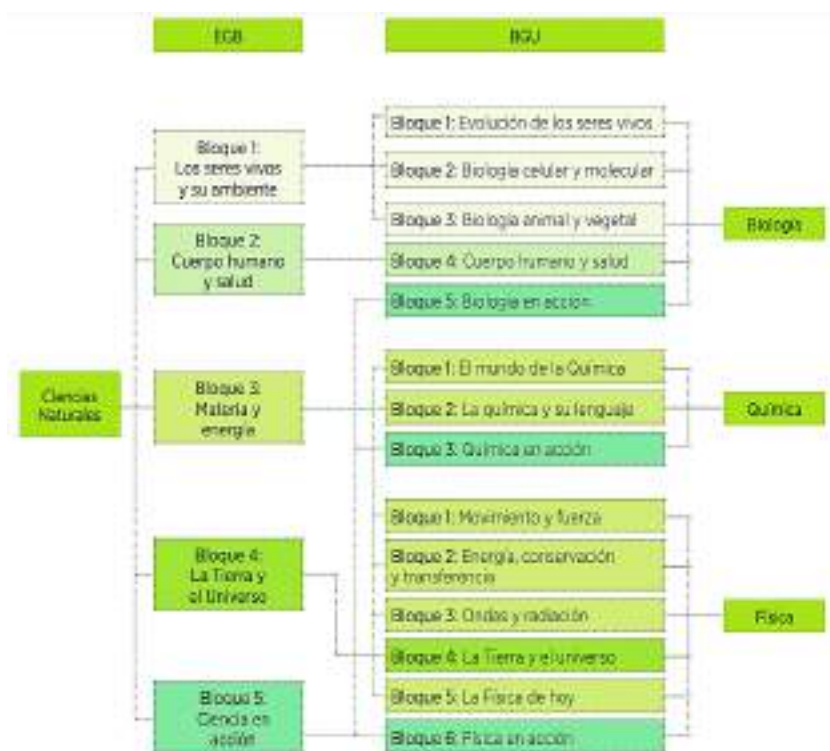 EGB
BGU
Bloque 1:
Los seres vivos
y su ambiente
Bloque 2:
Cuerpo humano
y salud
Ciencias
Naturales
Bloque 3:
Materia y
energía
Bloque 4:
La Tierra y
el Universo
Bloque 5:
Ciencia en
acción
Bloque 1: Evolución de los seres vivos
Bloque 2: Biología celular y molecular
Bloque 3: Biología animal y vegetal
Bloque 4: Cuerpo humano y salud
Bloque 5: Biología en acción
Biología
Bloque 1: El mundo de la Química
Bloque 2: La química y su lenguaje
Bloque 3: Química en acción
Química
Bloque 1: Movimiento y fuerza
Bloque 2: Energía, conservación
y transferencia
Bloque 3: Ondas y radiación
Bloque 4: La Tierra y el universo
Bloque 5: La Física de hoy
Bloque 6: Física en acción
Física